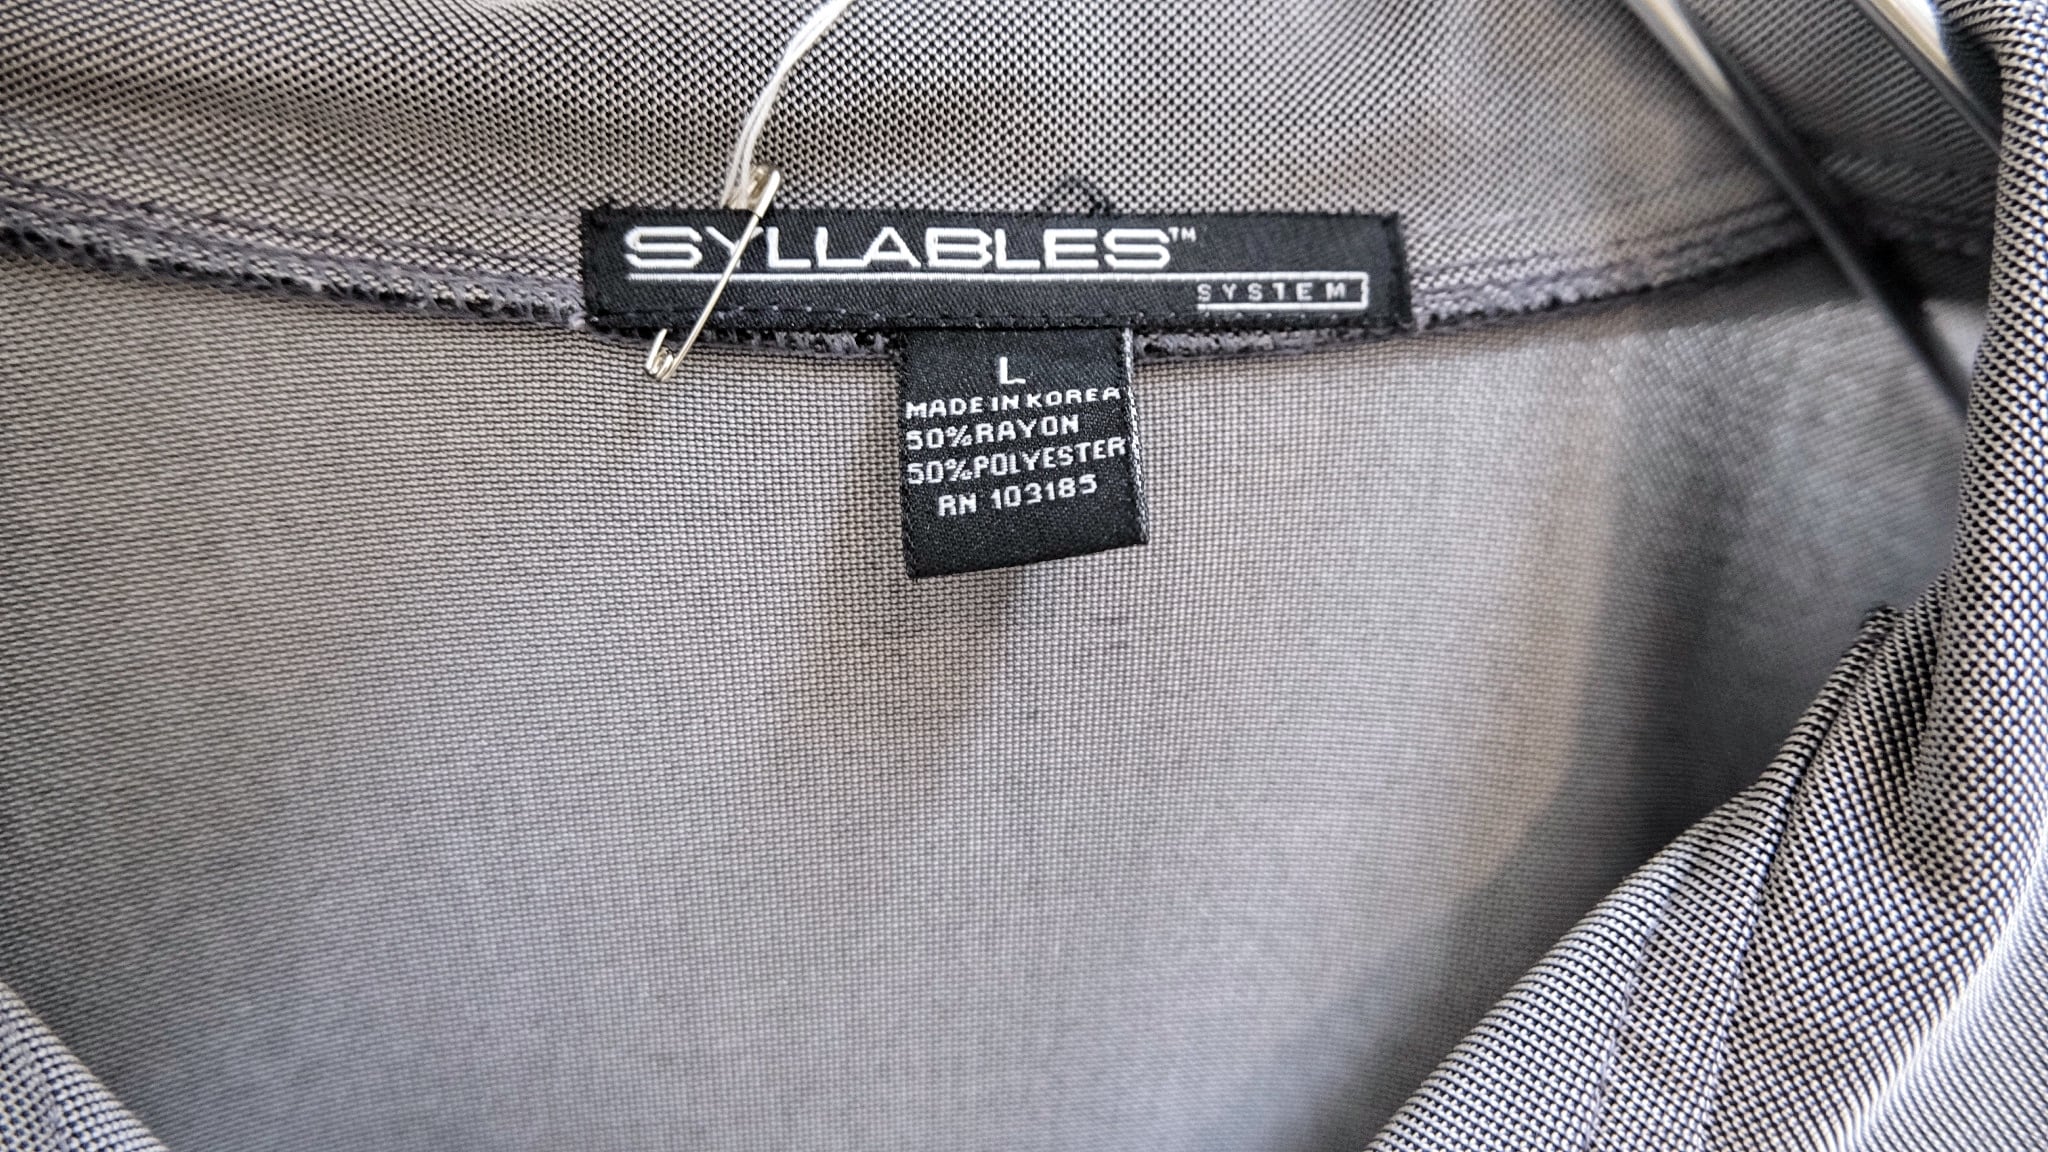 SYLLABLES™
SYSTEM
L
MADE IN KOREA
50%RAYON
50%POLYESTER
RN 103185